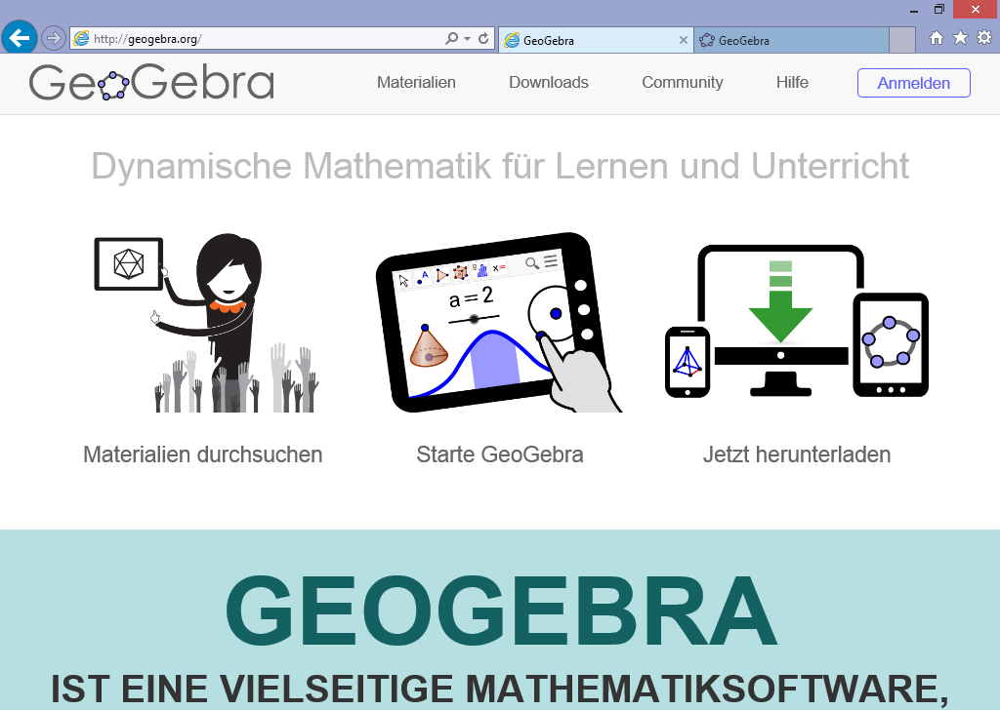 http://geogebra.org/
GeoGebra
GeoGebra
GeoGebra
Materialien
Downloads
Community
Hilfe
Anmelden
Dynamische Mathematik für Lernen und Unterricht
a = 2
Materialien durchsuchen
Starte GeoGebra
Jetzt herunterladen
GEOGEBRA
IST EINE VIELSEITIGE MATHEMATIKSOFTWARE,